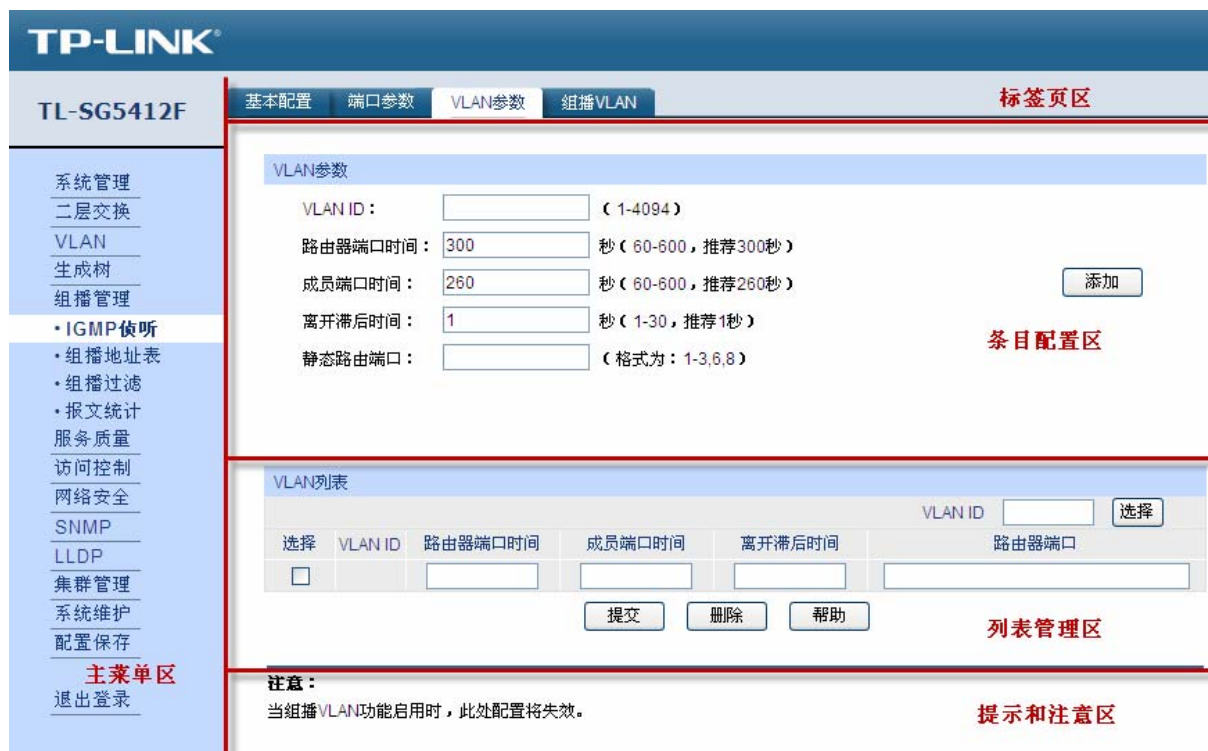 TP-LINK®
TL-SG5412F
基本配置 端口参数 VLAN参数 组播VLAN 标签页区
系统管理
二层交换
VLAN
生成树
组播管理
•IGMP侦听
•组播地址表
•组播过滤
•报文统计
服务质量
访问控制
网络安全
SNMP
LLDP
集群管理
系统维护
配置保存
主菜单区
退出登录
VLAN参数
VLAN ID： （1-4094）
路由器端口时间： 300 秒（60-600，推荐300秒）
成员端口时间： 260 秒（60-600，推荐260秒） 添加
离开滞后时间： 1 秒（1-30，推荐1秒）
条目配置区
静态路由端口： （格式为：1-3,6,8）
VLAN列表
VLAN ID 选择
选择 VLAN ID 路由器端口时间 成员端口时间 离开滞后时间 路由器端口
提交 删除 帮助
列表管理区
注意：
当组播VLAN功能启用时，此处配置将失效。
提示和注意区